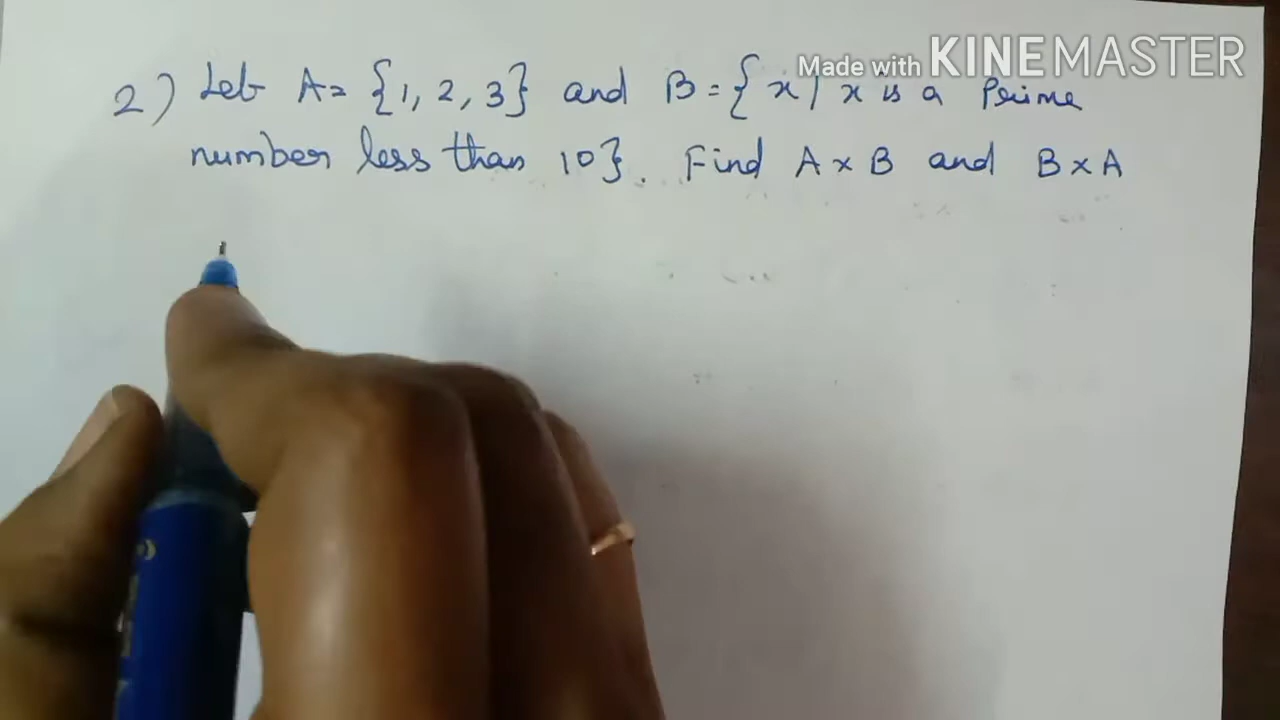 Made with KINEMASTER
2) Let A = {1, 2, 3} and B = {x / x is a Prime
number less than 10}. Find A x B and B x A